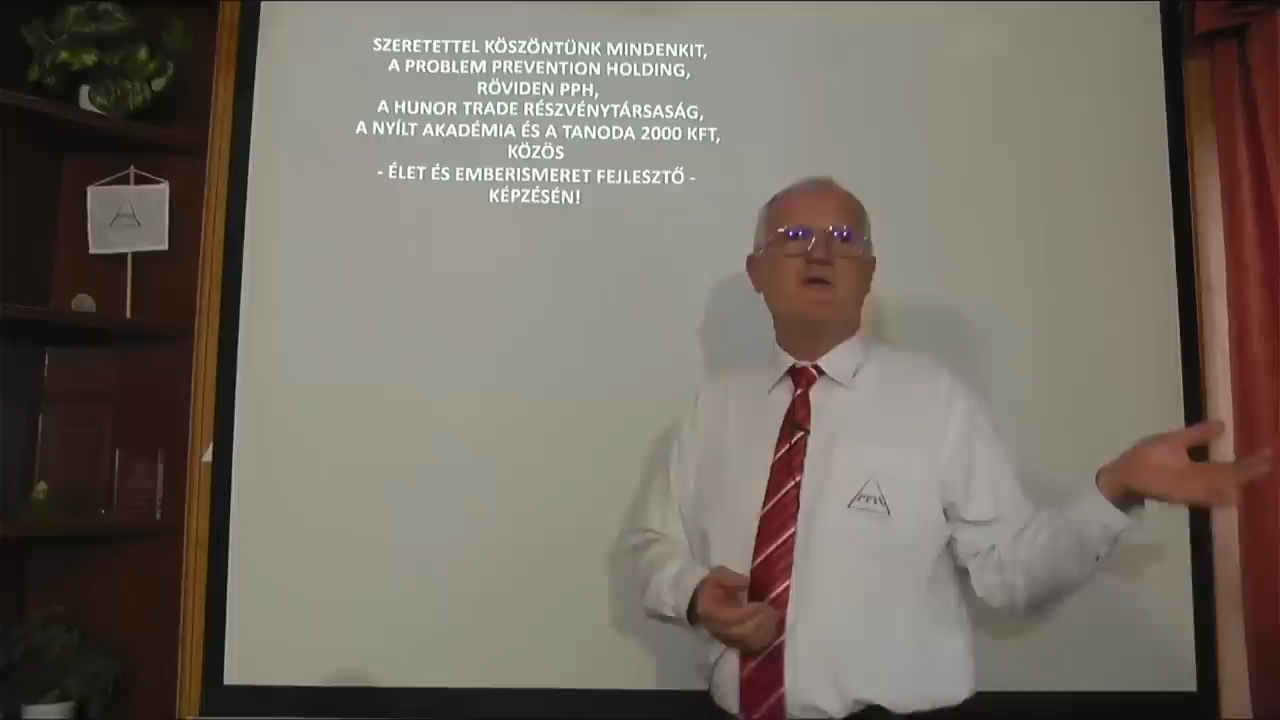 SZERETETTEL KÖSZÖNTÜNK MINDENKIT,
A PROBLEM PREVENTION HOLDING,
RÖVIDEN PPH,
A HUNOR TRADE RÉSZVÉNYTÁRSASÁG,
A NYÍLT AKADÉMIA ÉS A TANODA 2000 KFT,
KÖZÖS
- ÉLET ÉS EMBERISMERET FEJLESZTŐ -
KÉPZÉSÉN!
PPH